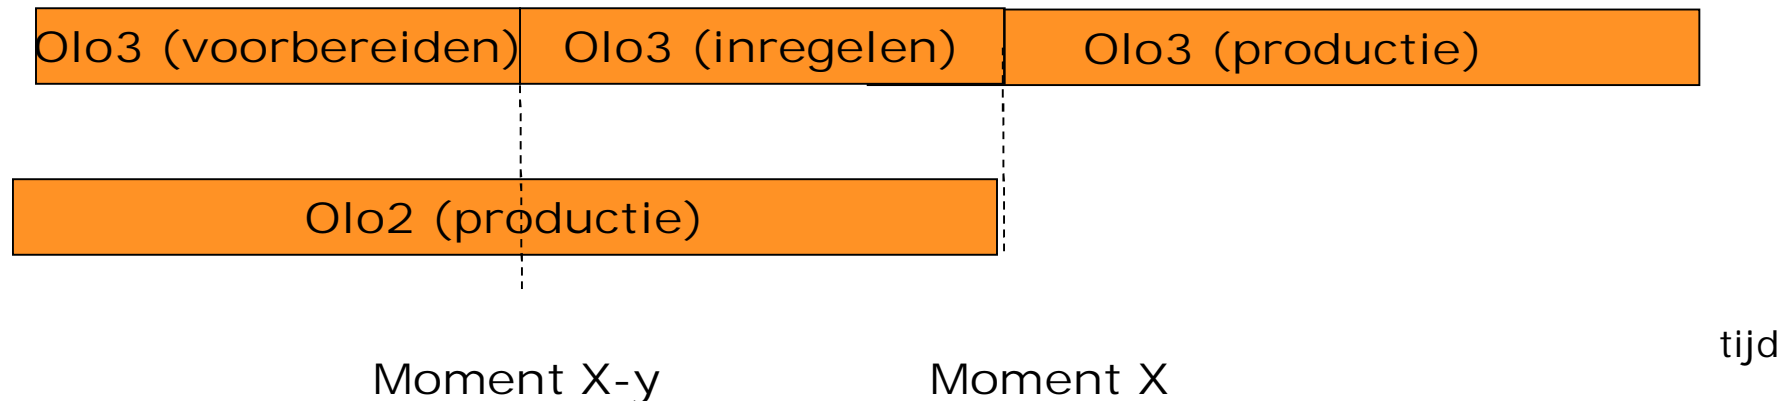 Olo3 (voorbereiden)
Olo3 (inregelen)
Olo3 (productie)
Olo2 (productie)
tijd
Moment X-y
Moment X